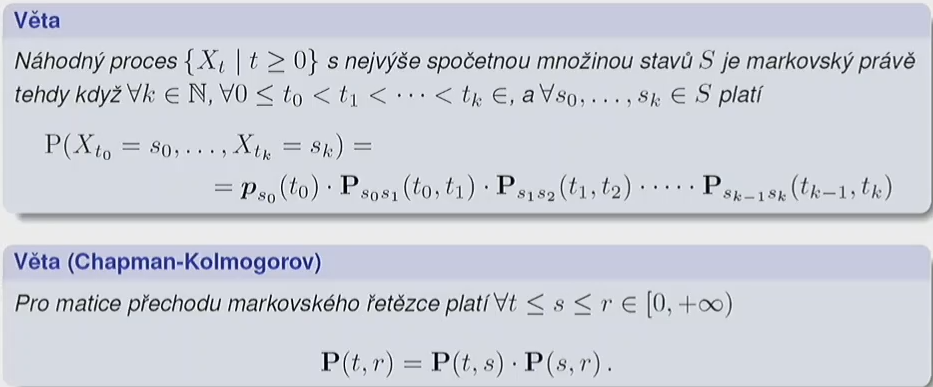 Věta
Náhodný proces {X_t | t ≥ 0} s nejvýše spočetnou množinou stavů S je markovský právě
tehdy když ∀k ∈ ℕ, ∀0 ≤ t_0 < t_1 < ··· < t_k ∈, a ∀s_0, . . . , s_k ∈ S platí
P(X_{t_0} = s_0, . . . , X_{t_k} = s_k) =
= p_{s_0}(t_0) · P_{s_0 s_1}(t_0, t_1) · P_{s_1 s_2}(t_1, t_2) · · · · · P_{s_{k−1} s_k}(t_{k−1}, t_k)
Věta (Chapman-Kolmogorov)
Pro matice přechodu markovského řetězce platí ∀t ≤ s ≤ r ∈ [0, +∞)
P(t, r) = P(t, s) · P(s, r) .